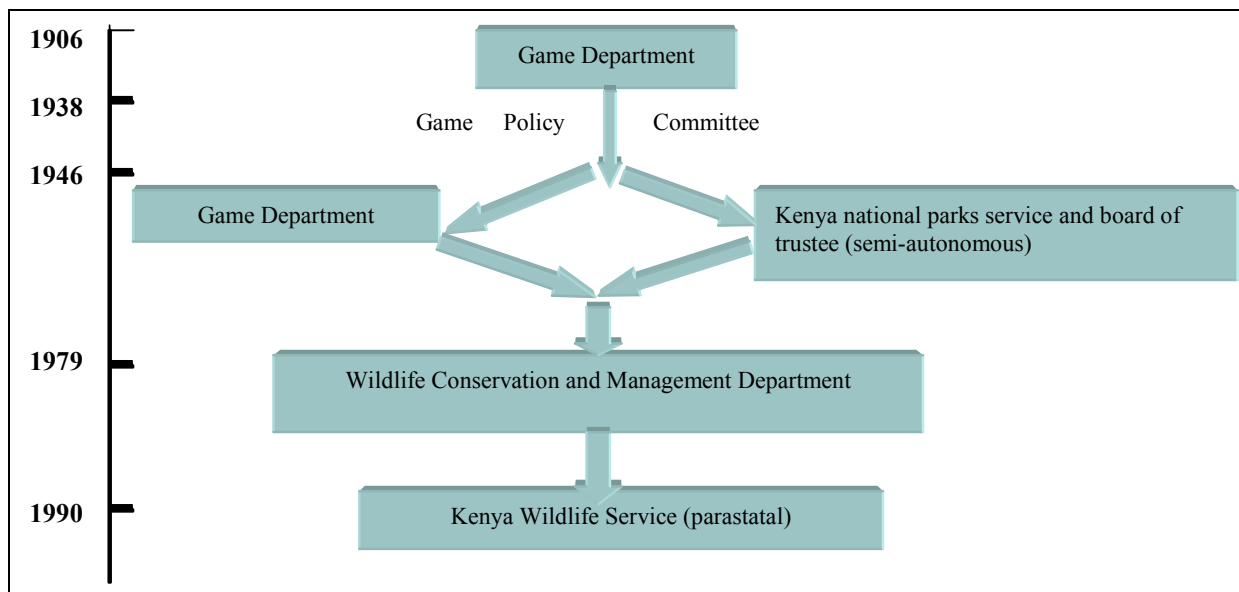 1906
Game Department
1938
Game Policy Committee
1946
Game Department
Kenya national parks service and board of
trustee (semi-autonomous)
1979
Wildlife Conservation and Management Department
1990
Kenya Wildlife Service (parastatal)